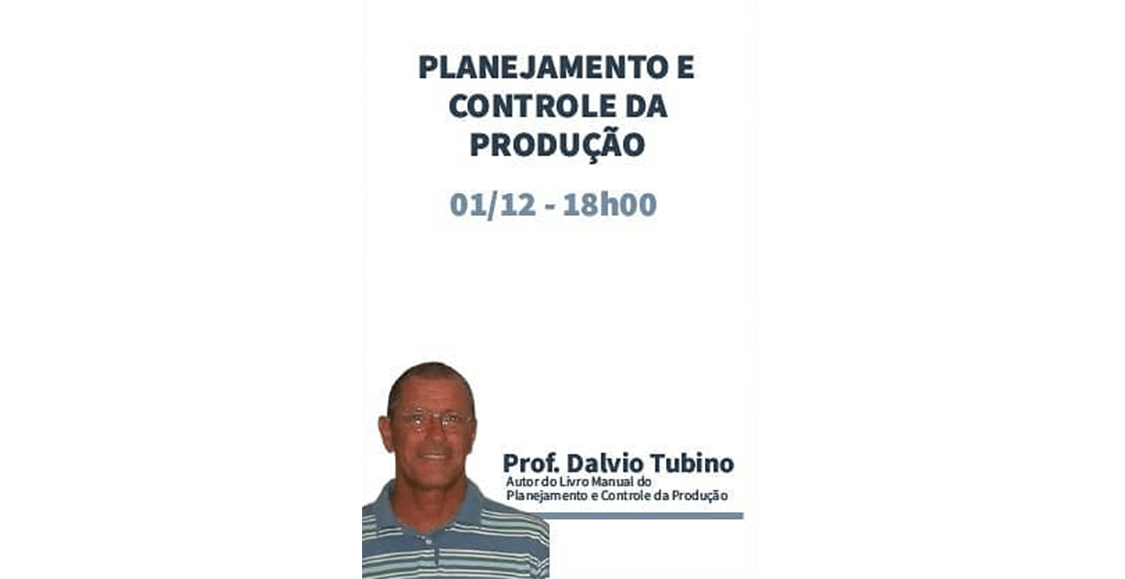 PLANEJAMENTO E
CONTROLE DA
PRODUÇÃO
01/12 - 18h00
Prof. Dalvio Tubino
Autor do Livro Manual do
Planejamento e Controle da Produção